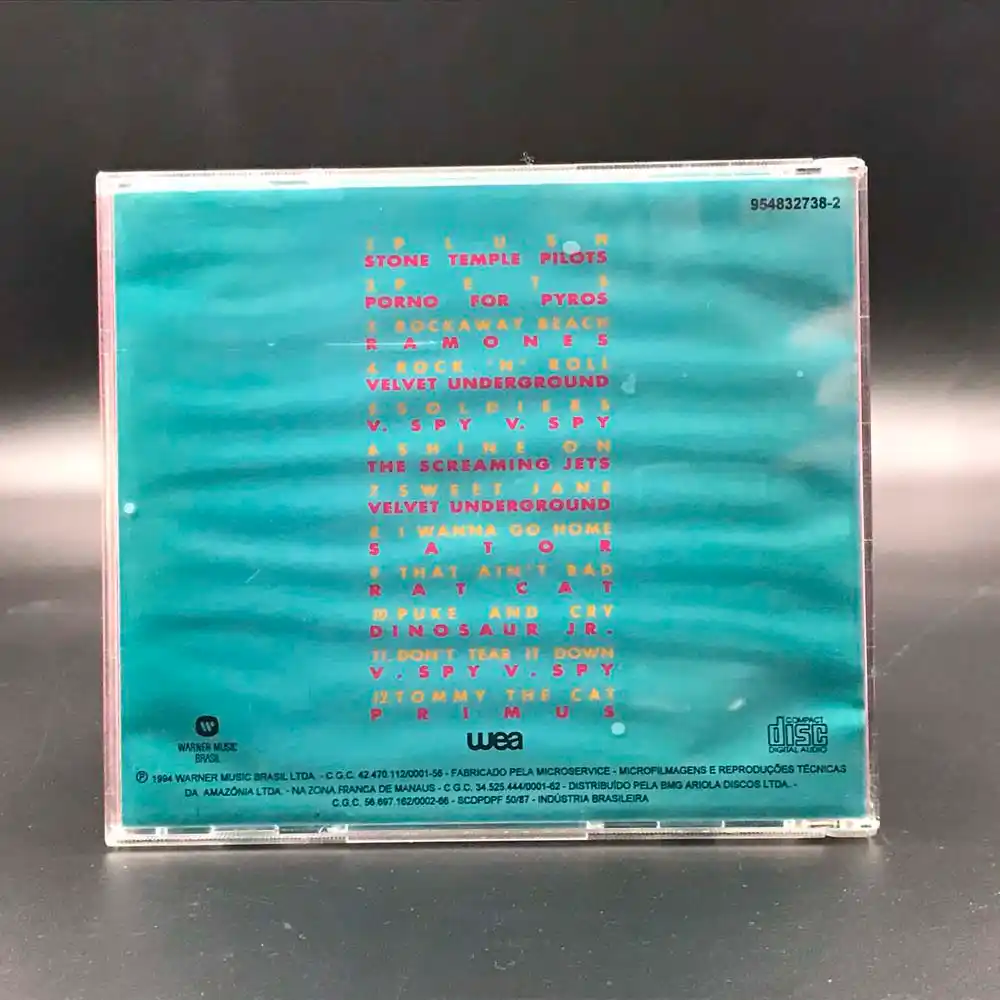 954832738-2
1 PLUSH
STONE TEMPLE PILOTS
2 PETS
PORNO FOR PYROS
3 ROCKAWAY BEACH
RAMONES
4 ROCK 'N' ROLL
VELVET UNDERGROUND
5 SOLDIERS
V. SPY V. SPY
6 SHINE ON
THE SCREAMING JETS
7 SWEET JANE
VELVET UNDERGROUND
8 I WANNA GO HOME
SATOR
9 THAT AIN'T BAD
RAT CAT
10 PUKE AND CRY
DINOSAUR JR.
11. DON'T TEAR IT DOWN
V. SPY V. SPY
12 TOMMY THE CAT
PRIMUS
WARNER MUSIC
BRASIL
wea
COMPACT
disc
DIGITAL AUDIO
℗ 1994 WARNER MUSIC BRASIL LTDA. - C.G.C. 42.470.112/0001-56 - FABRICADO PELA MICROSERVICE - MICROFILMAGENS E REPRODUÇÕES TÉCNICAS
DA AMAZÔNIA LTDA. - NA ZONA FRANCA DE MANAUS - C.G.C. 34.525.444/0001-62 - DISTRIBUÍDO PELA BMG ARIOLA DISCOS LTDA. -
C.G.C. 56.697.162/0002-66 - SCOPDPF 50/87 - INDÚSTRIA BRASILEIRA